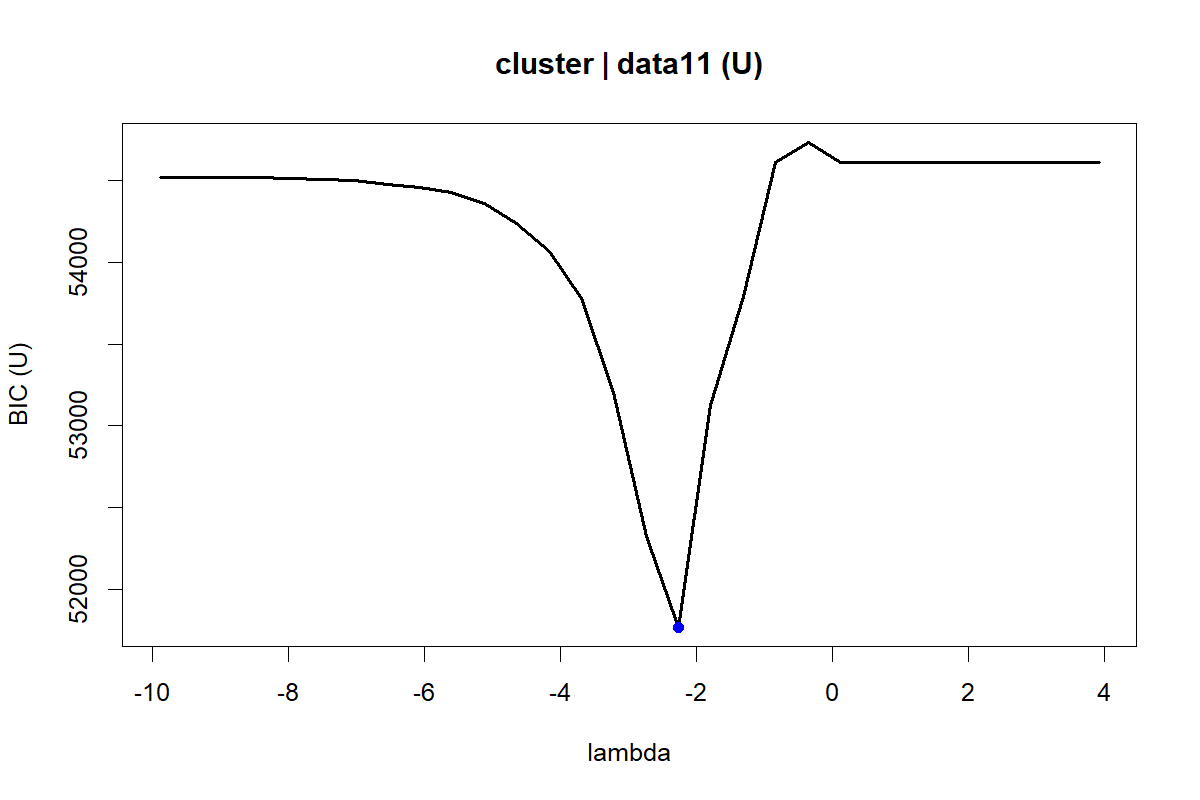 cluster | data11 (U)
BIC (U)
54000
53000
52000
-10 -8 -6 -4 -2 0 2 4
lambda